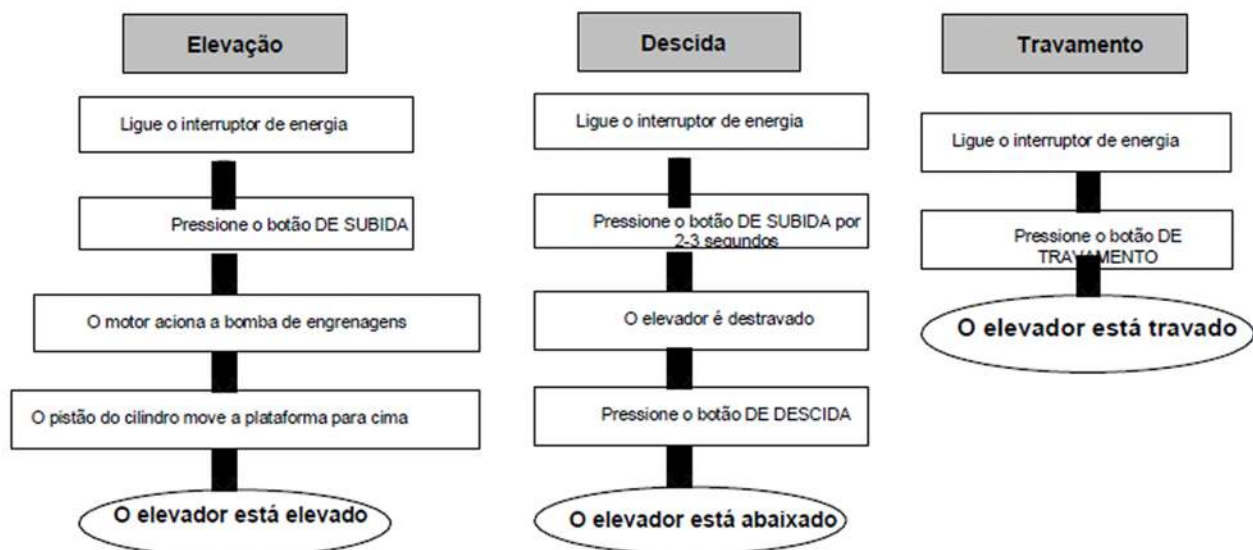 Elevação
Ligue o interruptor de energia
Pressione o botão DE SUBIDA
O motor aciona a bomba de engrenagens
O pistão do cilindro move a plataforma para cima
O elevador está elevado
Descida
Ligue o interruptor de energia
Pressione o botão DE SUBIDA por
2-3 segundos
O elevador é destravado
Pressione o botão DE DESCIDA
O elevador está abaixado
Travamento
Ligue o interruptor de energia
Pressione o botão DE
TRAVAMENTO
O elevador está travado